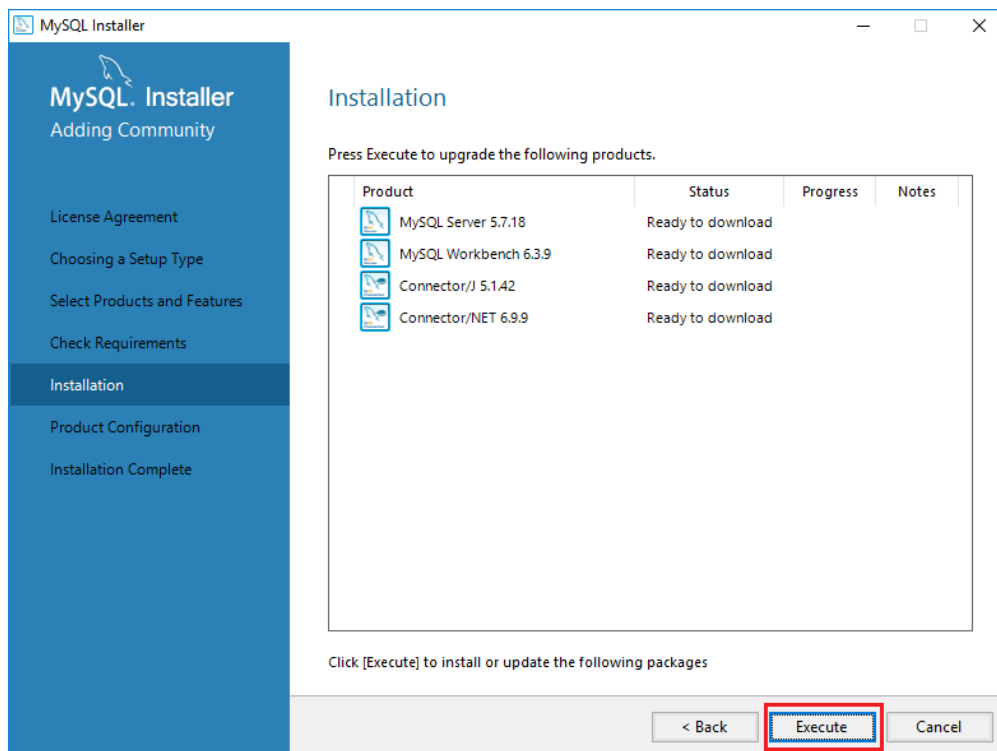 MySQL Installer
MySQL. Installer
Adding Community
License Agreement
Choosing a Setup Type
Select Products and Features
Check Requirements
Installation
Product Configuration
Installation Complete
Installation
Press Execute to upgrade the following products.
Product Status Progress Notes
MySQL Server 5.7.18 Ready to download
MySQL Workbench 6.3.9 Ready to download
Connector/J 5.1.42 Ready to download
Connector/NET 6.9.9 Ready to download
Click [Execute] to install or update the following packages
< Back Execute Cancel